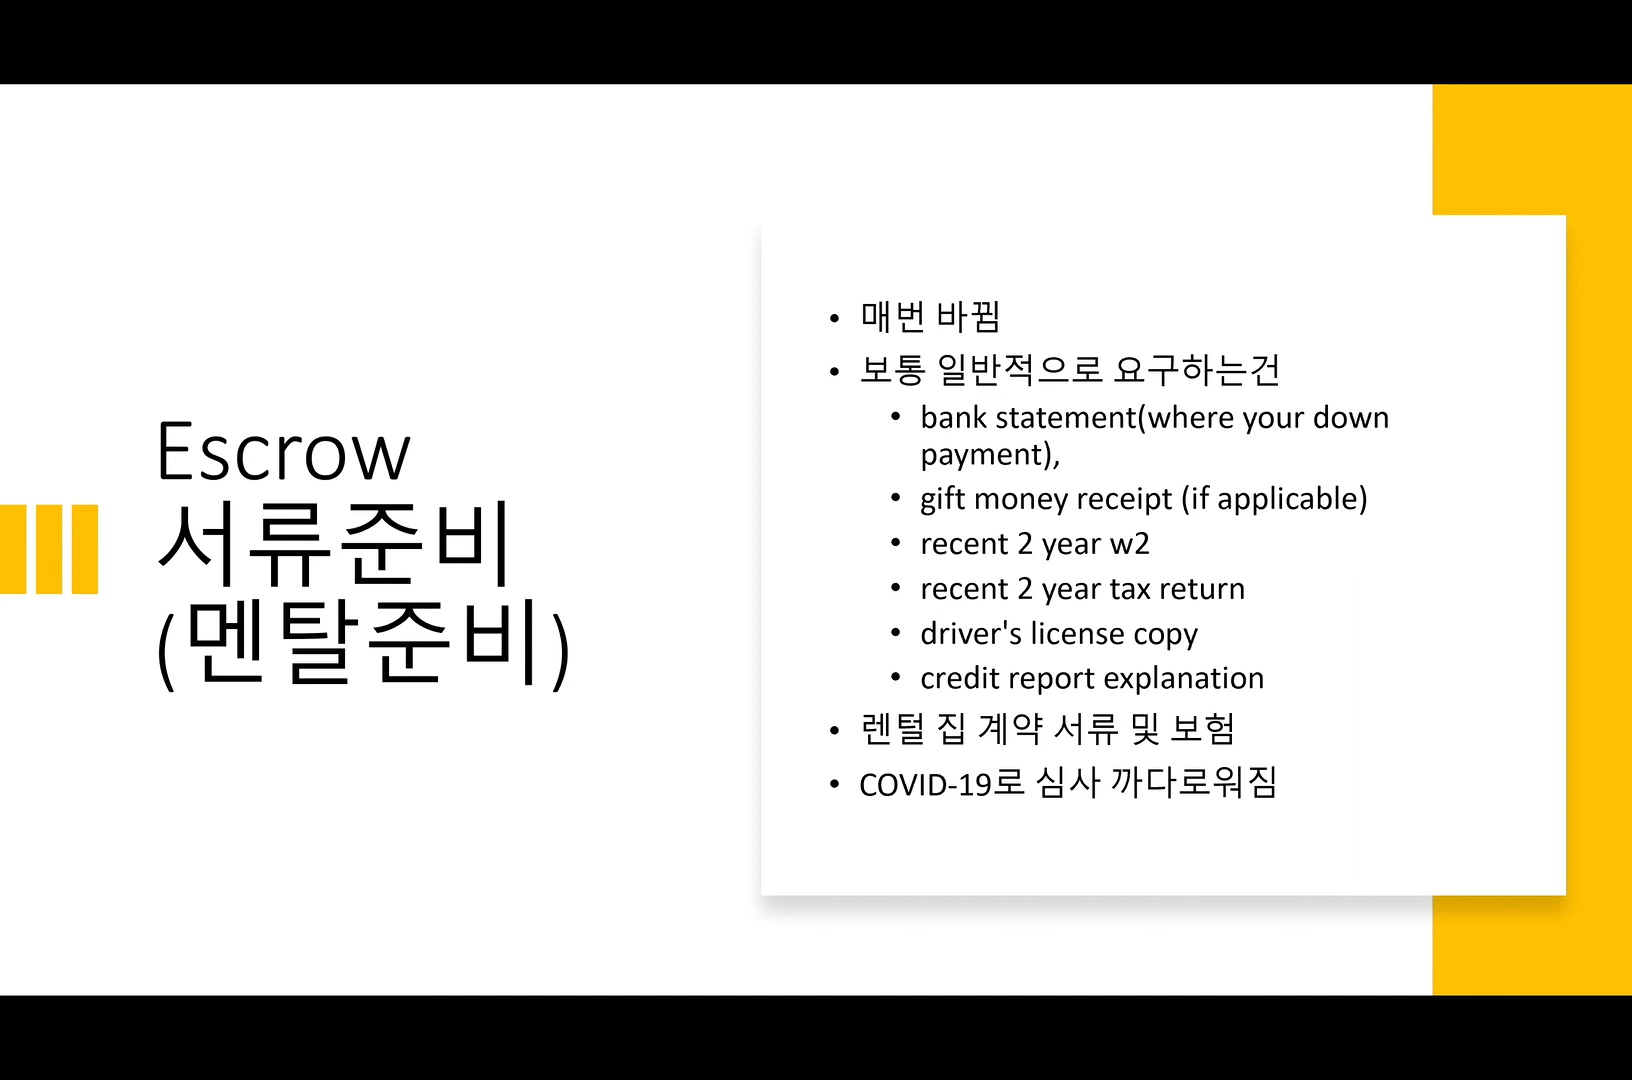 Escrow
서류준비
(멘탈준비)
• 매번 바뀜
• 보통 일반적으로 요구하는건
• bank statement(where your down
payment),
• gift money receipt (if applicable)
• recent 2 year w2
• recent 2 year tax return
• driver's license copy
• credit report explanation
• 렌털 집 계약 서류 및 보험
• COVID-19로 심사 까다로워짐